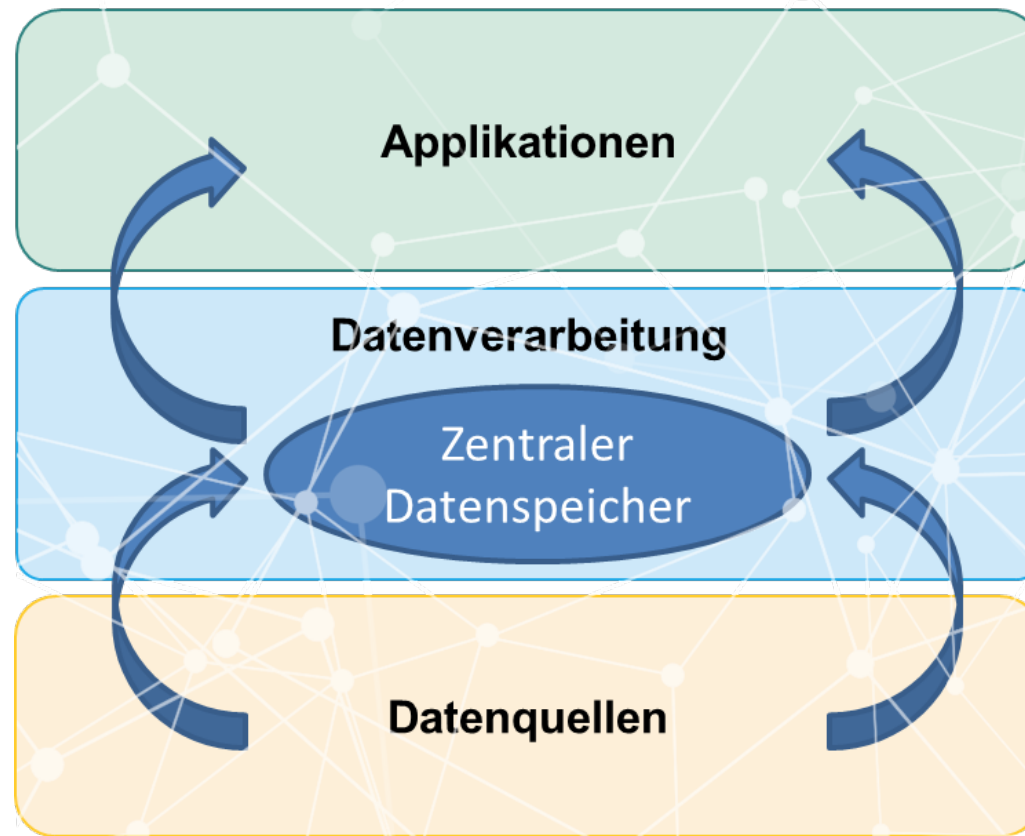 Applikationen
Datenverarbeitung
Zentraler
Datenspeicher
Datenquellen